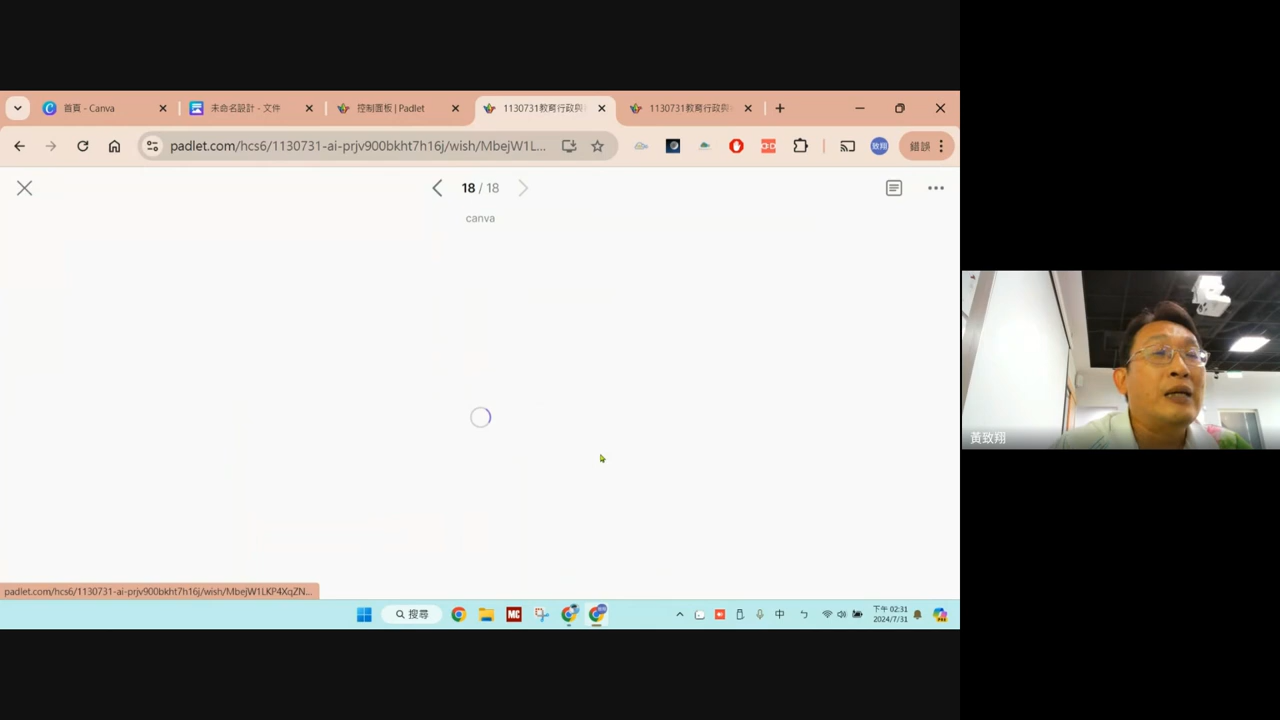 首頁 - Canva
未命名設計 - 文件
控制面板 | Padlet
1130731教育行政與
1130731教育行政與
padlet.com/hcs6/1130731-ai-prjv900bkht7h16j/wish/MbejW1L...
致翔
錯誤
18 / 18
canva
黃致翔
padlet.com/hcs6/1130731-ai-prjv900bkht7h16j/wish/MbejW1LKP4XqZN...
搜尋
MC
中
下午 02:31
2024/7/31